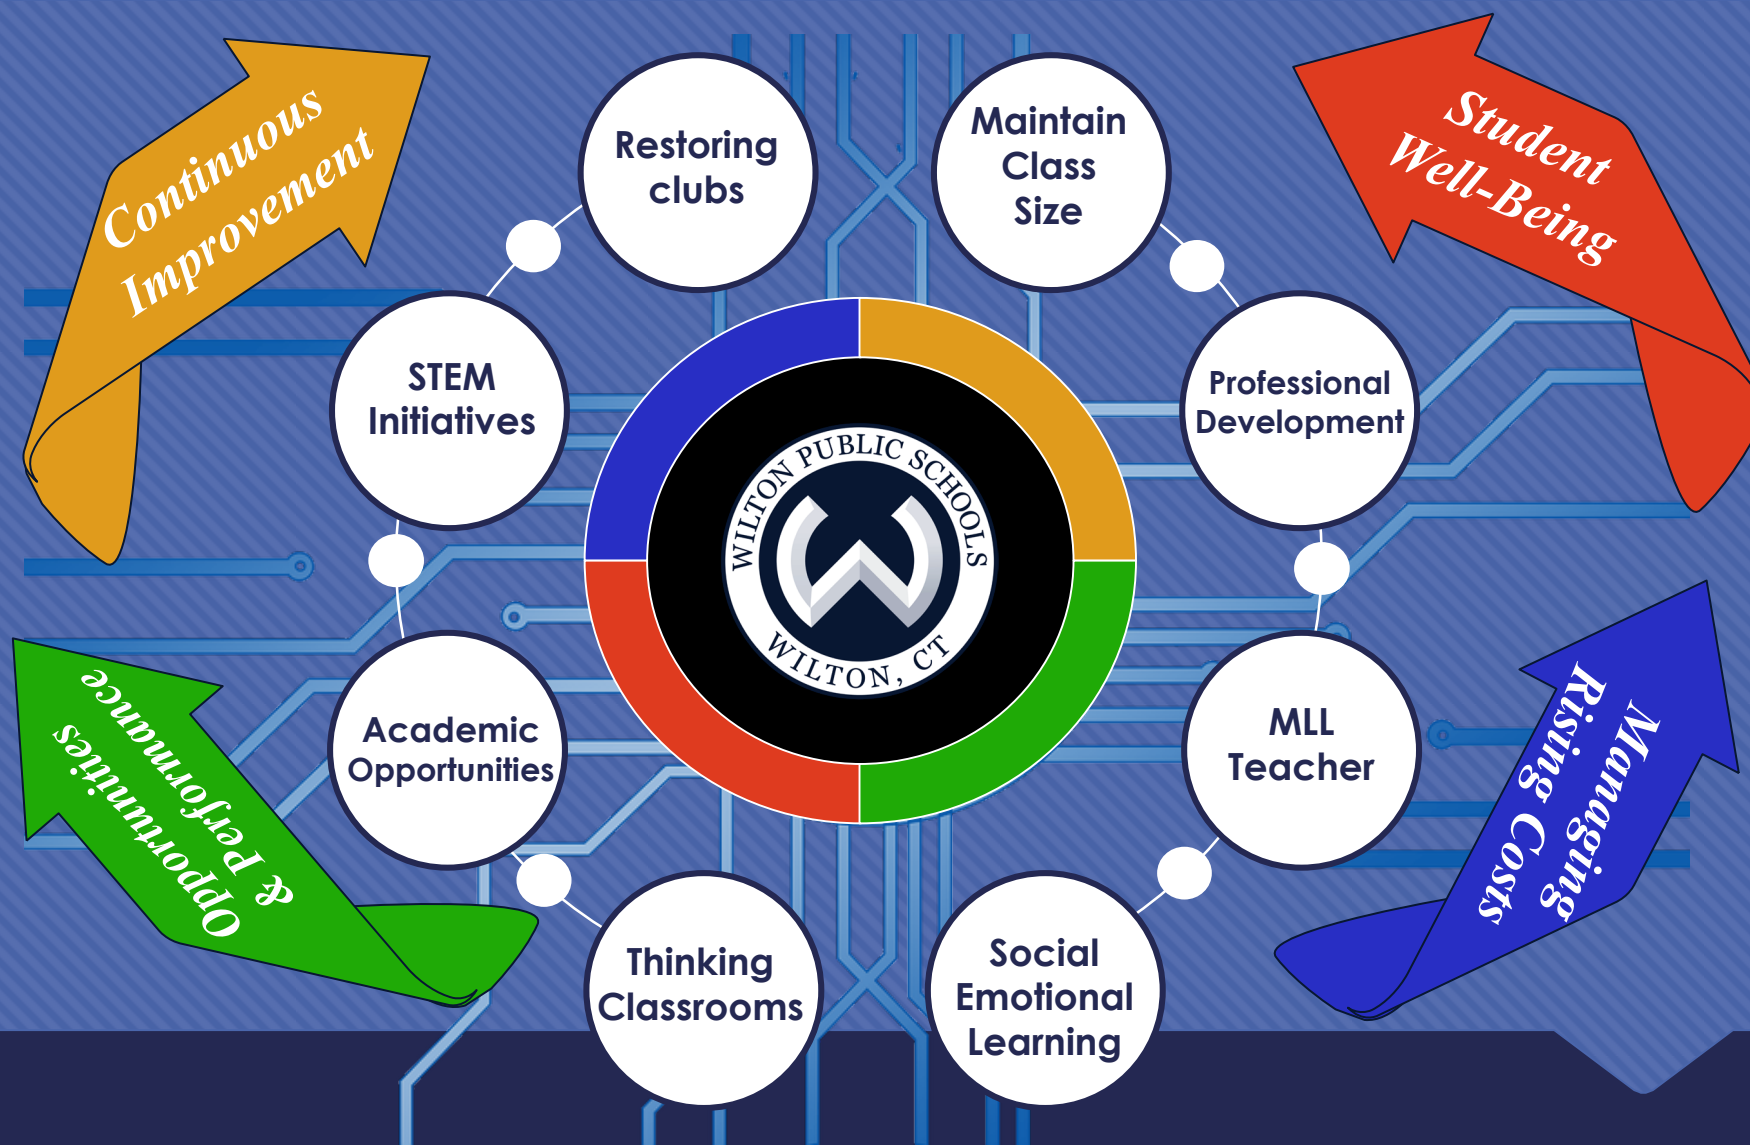 Continuous
Improvement
Restoring
clubs
Maintain
Class
Size
Student
Well-Being
STEM
Initiatives
Professional
Development
WILTON PUBLIC SCHOOLS
WILTON, CT
Opportunities
& Performance
Academic
Opportunities
MLL
Teacher
Managing
Rising Costs
Thinking
Classrooms
Social
Emotional
Learning